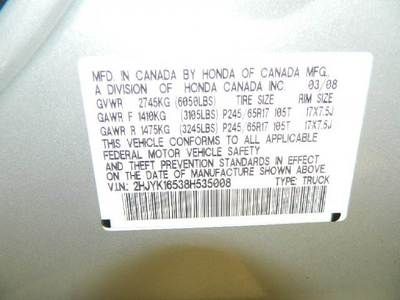 MFD. IN CANADA BY HONDA OF CANADA MFG.
A DIVISION OF HONDA CANADA INC 03/08
GVWR 2745KG (6050LBS) TIRE SIZE RIM SIZE
GAWR F 1410KG (3105LBS) P245/65R17 105T 17X7.5J
GAWR R 1475KG (3245LBS) P245/65R17 105T 17X7.5J
THIS VEHICLE CONFORMS TO ALL APPLICABLE
FEDERAL MOTOR VEHICLE SAFETY
AND THEFT PREVENTION STANDARDS IN EFFECT ON
THE DATE OF MANUFACTURE SHOWN ABOVE.
V.I.N: 2HJYK16538H535008 TYPE: TRUCK